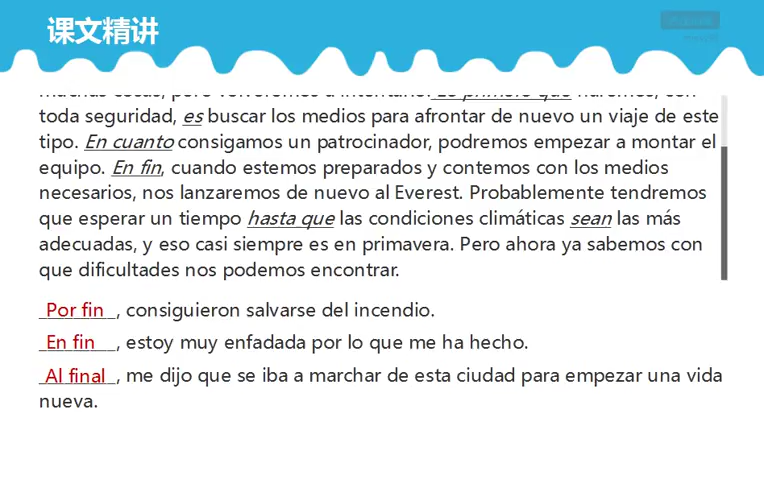 课文精讲
toda seguridad, es buscar los medios para afrontar de nuevo un viaje de este
tipo. En cuanto consigamos un patrocinador, podremos empezar a montar el
equipo. En fin, cuando estemos preparados y contemos con los medios
necesarios, nos lanzaremos de nuevo al Everest. Probablemente tendremos
que esperar un tiempo hasta que las condiciones climáticas sean las más
adecuadas, y eso casi siempre es en primavera. Pero ahora ya sabemos con
que dificultades nos podemos encontrar.
Por fin, consiguieron salvarse del incendio.
En fin, estoy muy enfadada por lo que me ha hecho.
Al final, me dijo que se iba a marchar de esta ciudad para empezar una vida
nueva.